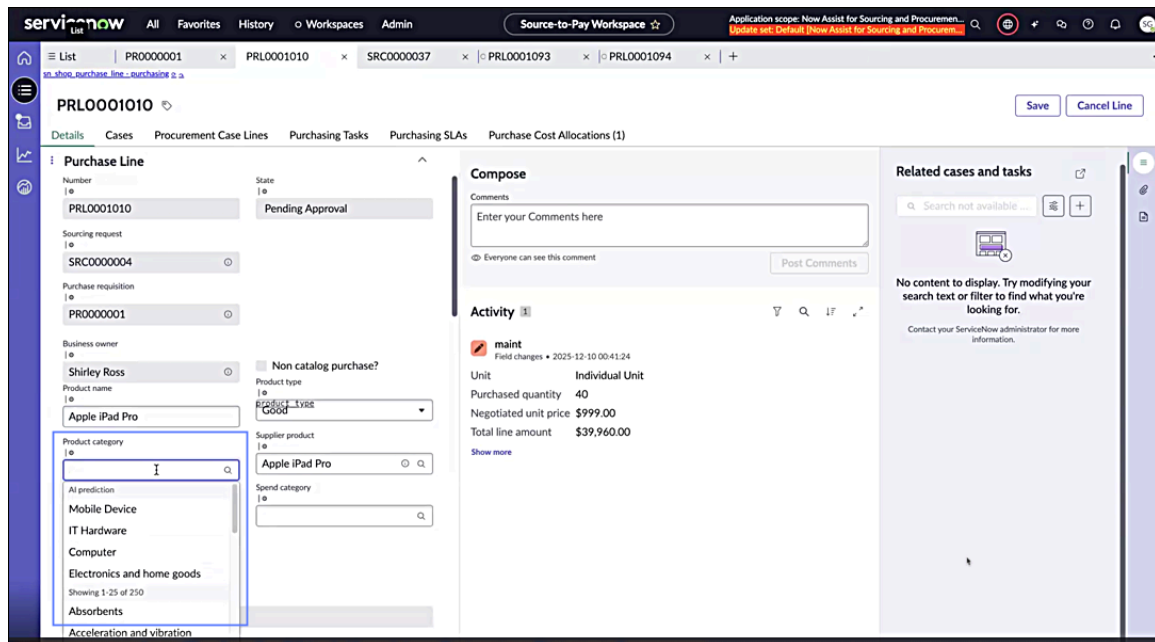 servicenow
List
All
Favorites
History
Workspaces
Admin
Source-to-Pay Workspace
Application scope: Now Assist for Sourcing and Procuremen...
Update set: Default [Now Assist for Sourcing and Procurem...
SG
List
PR0000001
PRL0001010
SRC0000037
PRL0001093
PRL0001094
sn_shop_purchase_line - purchasing
PRL0001010
Save
Cancel Line
Details
Cases
Procurement Case Lines
Purchasing Tasks
Purchasing SLAs
Purchase Cost Allocations (1)
Purchase Line
Number
PRL0001010
State
Pending Approval
Sourcing request
SRC0000004
Purchase requisition
PR0000001
Business owner
Shirley Ross
Non catalog purchase?
Product name
Apple iPad Pro
Product type
product_type
Good
Product category
Supplier product
Apple iPad Pro
Spend category
AI prediction
Mobile Device
IT Hardware
Computer
Electronics and home goods
Showing 1-25 of 250
Absorbents
Acceleration and vibration
Compose
Comments
Enter your Comments here
Everyone can see this comment
Post Comments
Activity 1
maint
Field changes • 2025-12-10 00:41:24
Unit Individual Unit
Purchased quantity 40
Negotiated unit price $999.00
Total line amount $39,960.00
Show more
Related cases and tasks
Search not available ...
No content to display. Try modifying your
search text or filter to find what you're
looking for.
Contact your ServiceNow administrator for more
information.